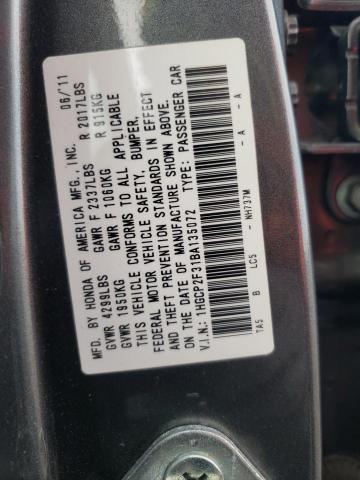 MFD. BY HONDA OF AMERICA MFG., INC. 06/11
GVWR 4299LBS GAWR F 2337LBS R 2017LBS
GVWR 1950KG GAWR F 1060KG R 915KG
THIS VEHICLE CONFORMS TO ALL APPLICABLE
FEDERAL MOTOR VEHICLE SAFETY, BUMPER,
AND THEFT PREVENTION STANDARDS IN EFFECT
ON THE DATE OF MANUFACTURE SHOWN ABOVE.
V.I.N.: 1HGCP2F31BA135072 TYPE: PASSENGER CAR
TA5 B LC5 - NH737M - A - A